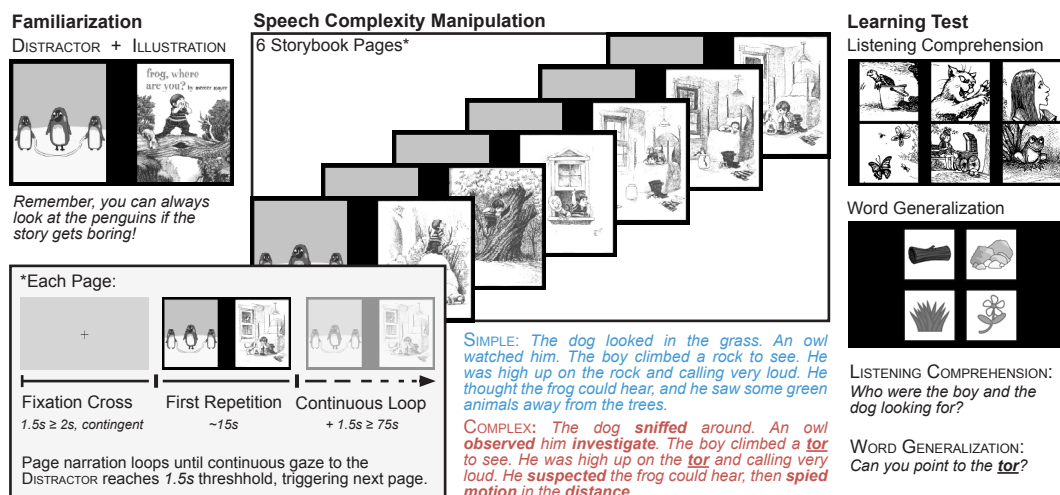 Familiarization
DISTRACTOR + ILLUSTRATION
frog, where
are you? by mercer mayer
Remember, you can always
look at the penguins if the
story gets boring!
Speech Complexity Manipulation
6 Storybook Pages*
*Each Page:
Fixation Cross
1.5s ≥ 2s, contingent
First Repetition
~15s
Continuous Loop
+ 1.5s ≥ 75s
Page narration loops until continuous gaze to the
DISTRACTOR reaches 1.5s threshhold, triggering next page.
SIMPLE: The dog looked in the grass. An owl
watched him. The boy climbed a rock to see. He
was high up on the rock and calling very loud. He
thought the frog could hear, and he saw some green
animals away from the trees.
COMPLEX: The dog sniffed around. An owl
observed him investigate. The boy climbed a tor
to see. He was high up on the tor and calling very
loud. He suspected the frog could hear, then spied
motion in the distance
Learning Test
Listening Comprehension
Word Generalization
LISTENING COMPREHENSION:
Who were the boy and the
dog looking for?
WORD GENERALIZATION:
Can you point to the tor?